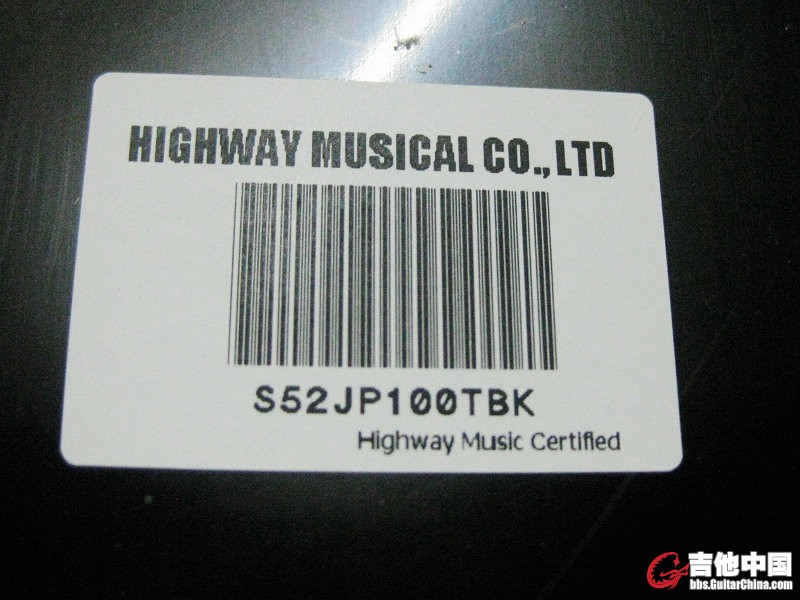 HIGHWAY MUSICAL CO., LTD
S52JP100TBK
Highway Music Certified
吉他中国
bbs.GuitarChina.com